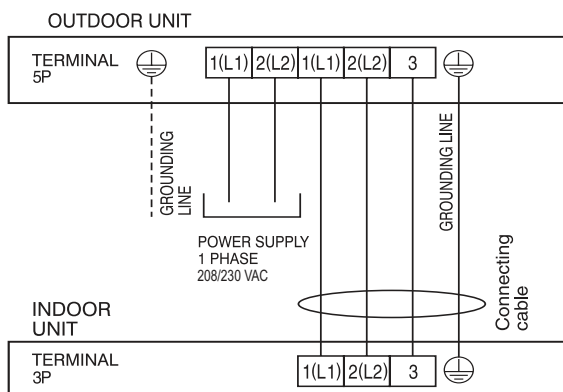 OUTDOOR UNIT
TERMINAL
5P
1(L1) 2(L2) 1(L1) 2(L2) 3
GROUNDING
LINE
GROUNDING LINE
POWER SUPPLY
1 PHASE
208/230 VAC
Connecting
cable
INDOOR
UNIT
TERMINAL
3P
1(L1) 2(L2) 3